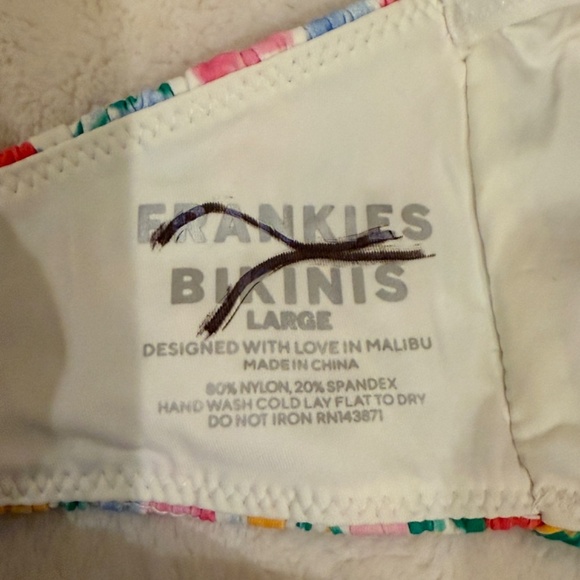 FRANKIES
BIKINIS
LARGE
DESIGNED WITH LOVE IN MALIBU
MADE IN CHINA
80% NYLON, 20% SPANDEX
HAND WASH COLD LAY FLAT TO DRY
DO NOT IRON RN143871